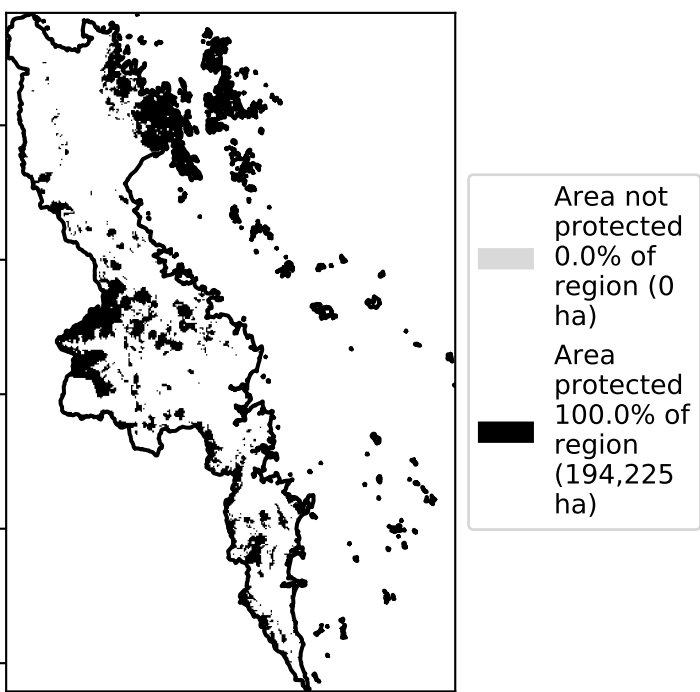 Area not
protected
0.0% of
region (0
ha)
Area
protected
100.0% of
region
(194,225
ha)